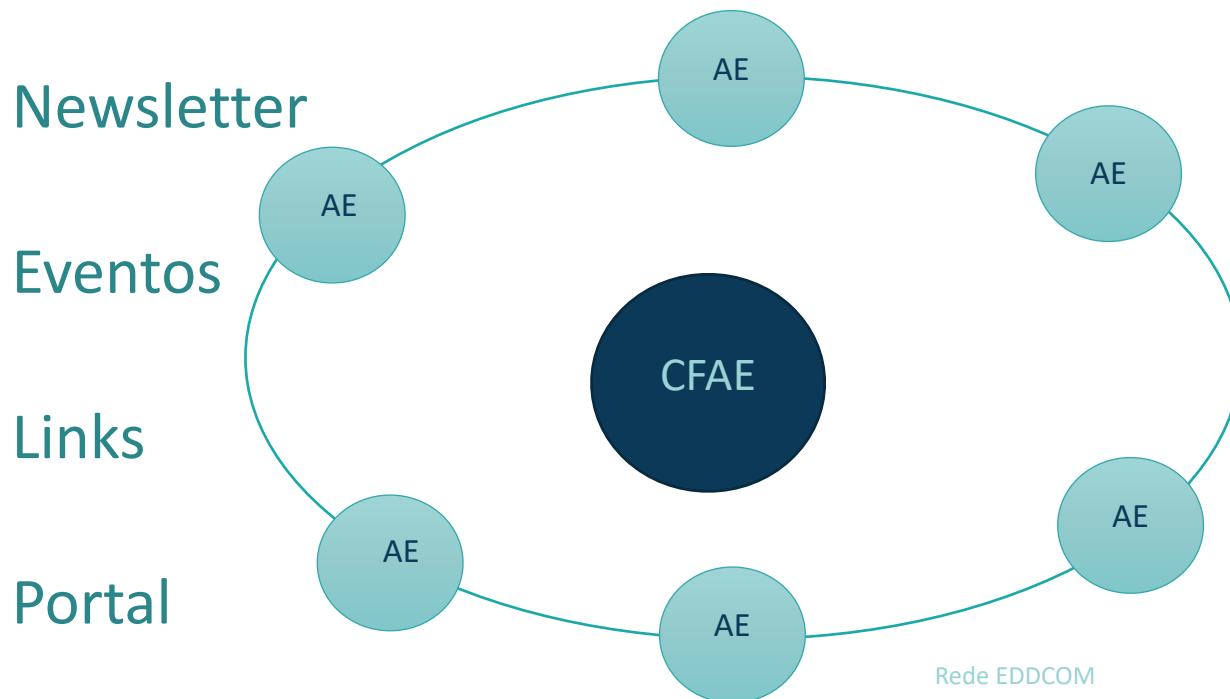 AE
Newsletter
AE
AE
Eventos
CFAE
Links
AE
AE
Portal
AE
Rede EDDCOM